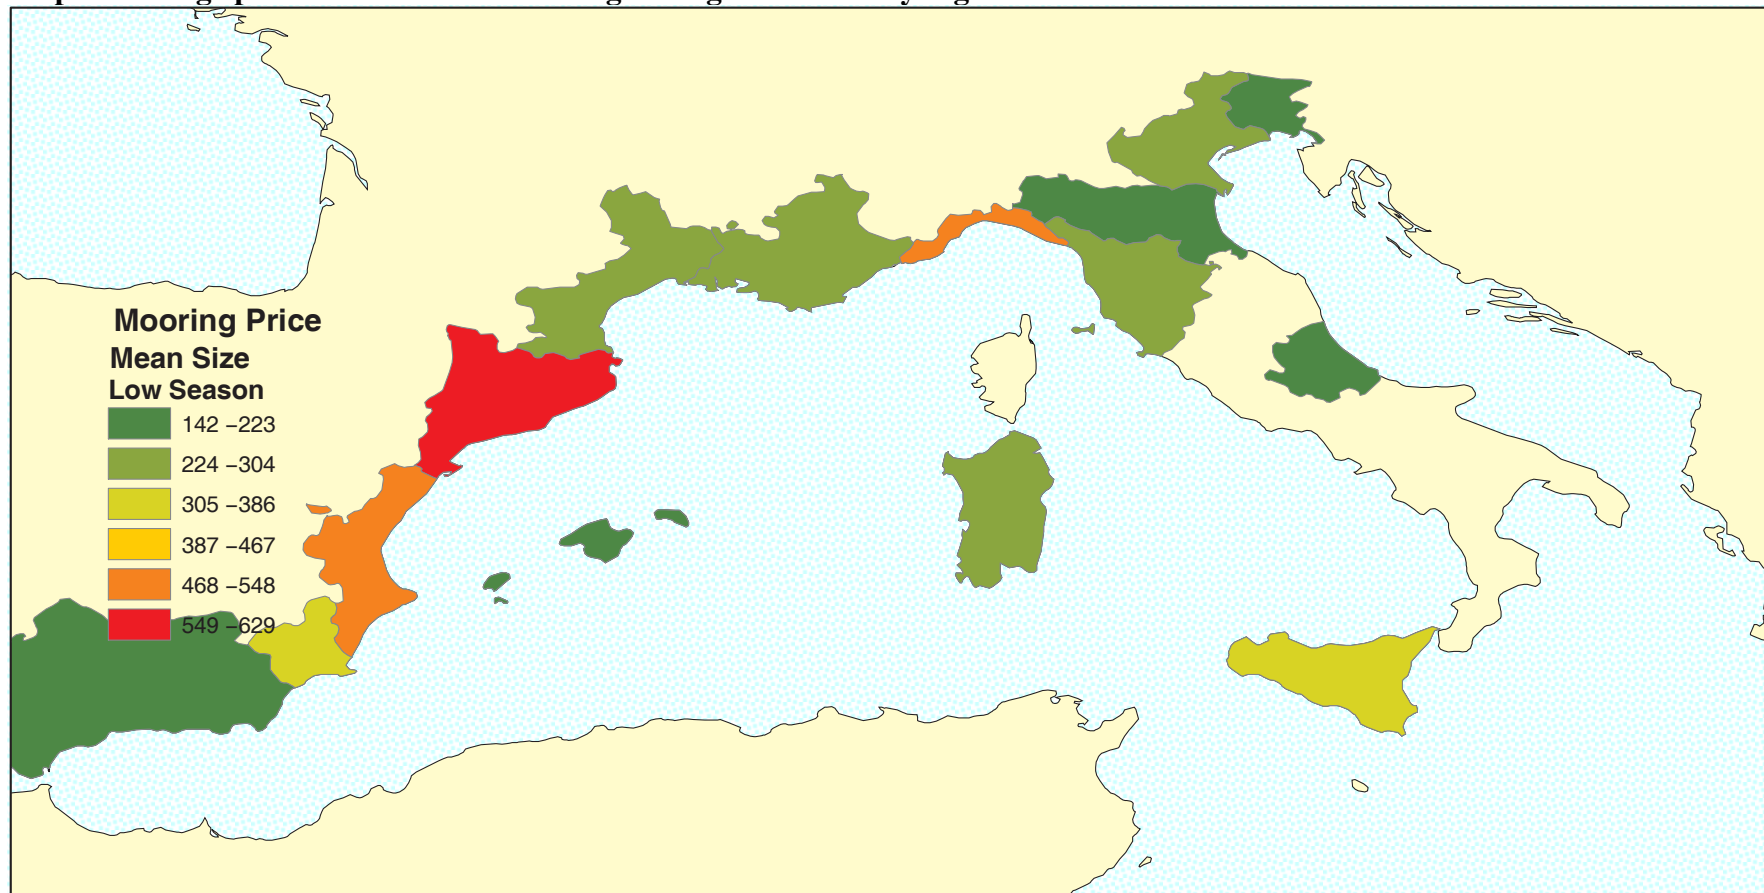 Mooring Price
Mean Size
Low Season
142 –223
224 –304
305 –386
387 –467
468 –548
549 –629